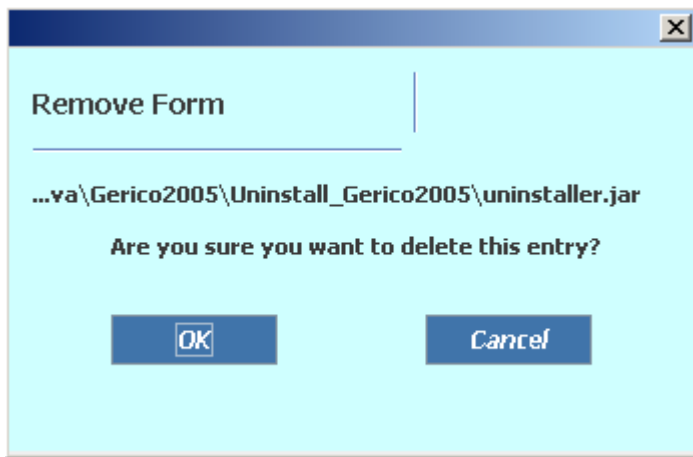 Remove Form
...va\Gerico2005\Uninstall_Gerico2005\uninstaller.jar
Are you sure you want to delete this entry?
OK
Cancel